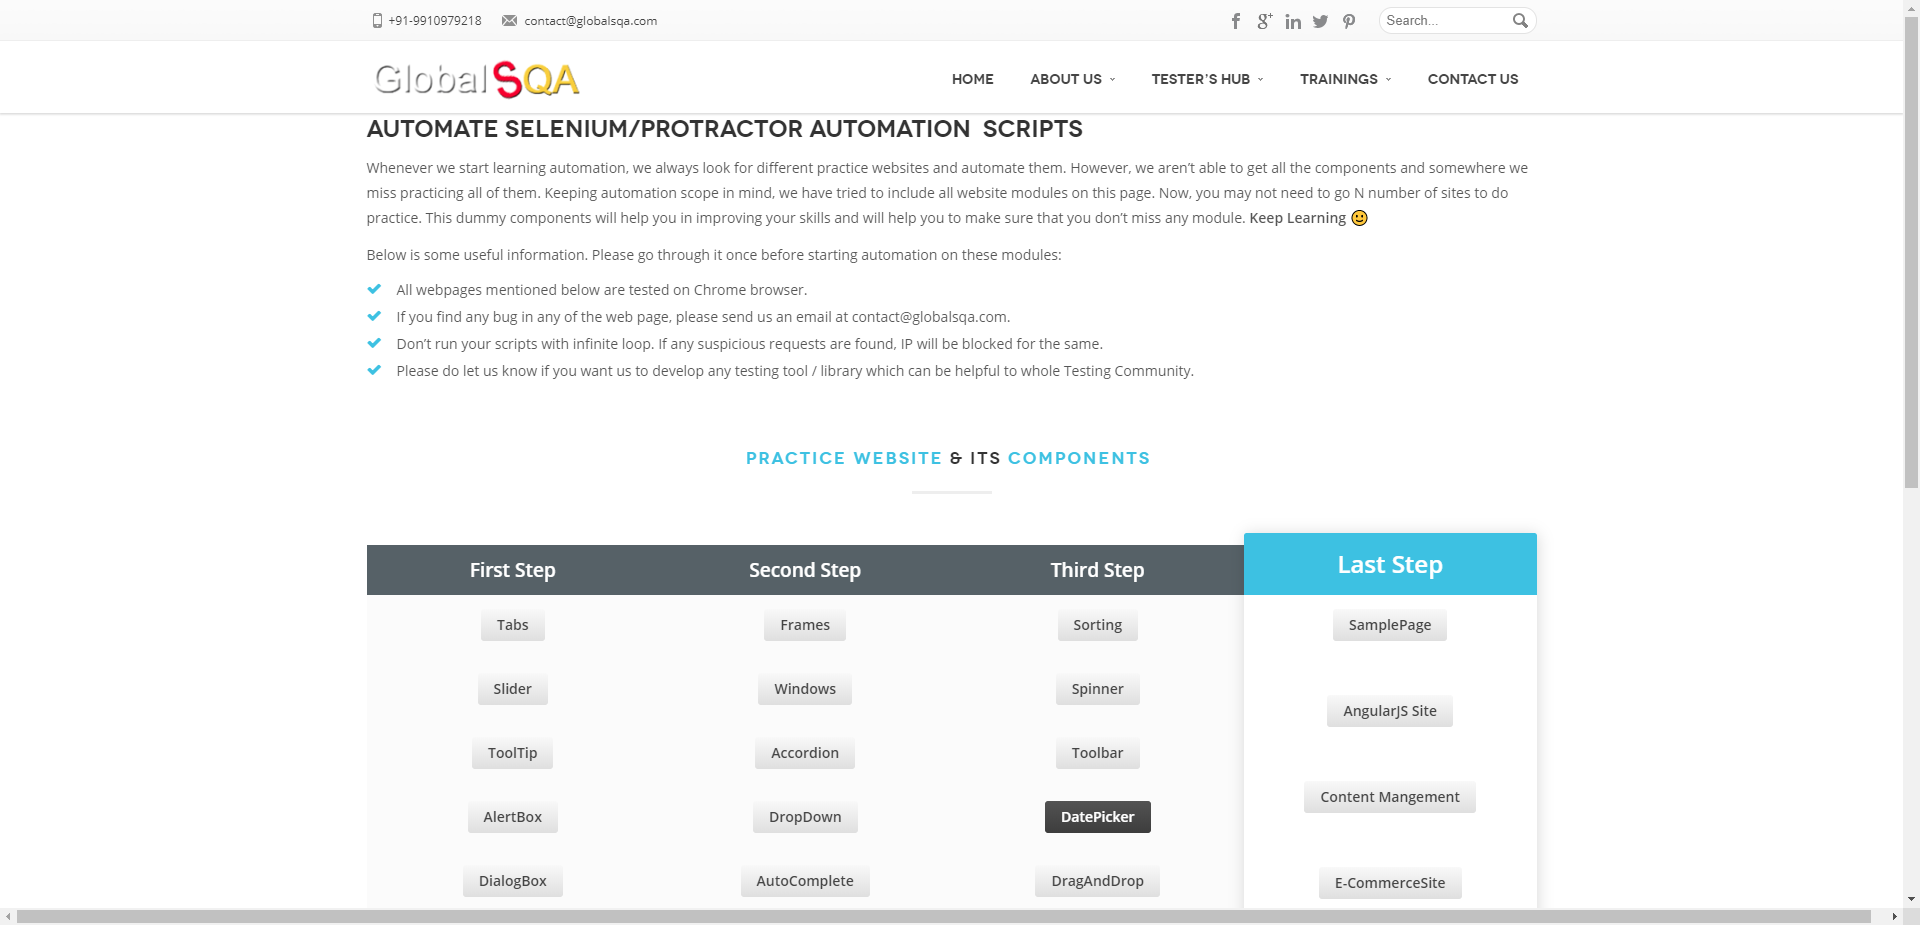 +91-9910979218 contact@globalsqa.com Search...
GlobalSQA HOME ABOUT US TESTER'S HUB TRAININGS CONTACT US
AUTOMATE SELENIUM/PROTRACTOR AUTOMATION SCRIPTS
Whenever we start learning automation, we always look for different practice websites and automate them. However, we aren’t able to get all the components and somewhere we
miss practicing all of them. Keeping automation scope in mind, we have tried to include all website modules on this page. Now, you may not need to go N number of sites to do
practice. This dummy components will help you in improving your skills and will help you to make sure that you don’t miss any module. Keep Learning 🙂
Below is some useful information. Please go through it once before starting automation on these modules:
All webpages mentioned below are tested on Chrome browser.
If you find any bug in any of the web page, please send us an email at contact@globalsqa.com.
Don’t run your scripts with infinite loop. If any suspicious requests are found, IP will be blocked for the same.
Please do let us know if you want us to develop any testing tool / library which can be helpful to whole Testing Community.
PRACTICE WEBSITE & ITS COMPONENTS
First Step Second Step Third Step Last Step
Tabs Frames Sorting SamplePage
Slider Windows Spinner
AngularJS Site
ToolTip Accordion Toolbar
Content Mangement
AlertBox DropDown DatePicker
DialogBox AutoComplete DragAndDrop E-CommerceSite